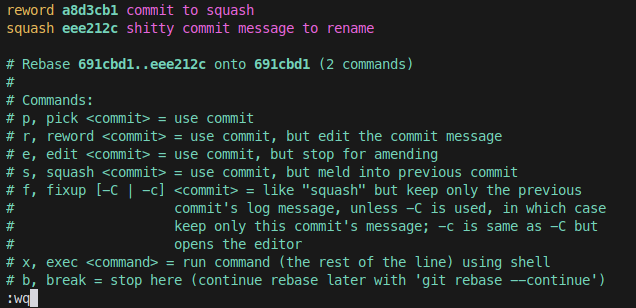 reword a8d3cb1 commit to squash
squash eee212c shitty commit message to rename

# Rebase 691cbd1..eee212c onto 691cbd1 (2 commands)
#
# Commands:
# p, pick <commit> = use commit
# r, reword <commit> = use commit, but edit the commit message
# e, edit <commit> = use commit, but stop for amending
# s, squash <commit> = use commit, but meld into previous commit
# f, fixup [-C | -c] <commit> = like "squash" but keep only the previous
#                    commit's log message, unless -C is used, in which case
#                    keep only this commit's message; -c is same as -C but
#                    opens the editor
# x, exec <command> = run command (the rest of the line) using shell
# b, break = stop here (continue rebase later with 'git rebase --continue')
:wq